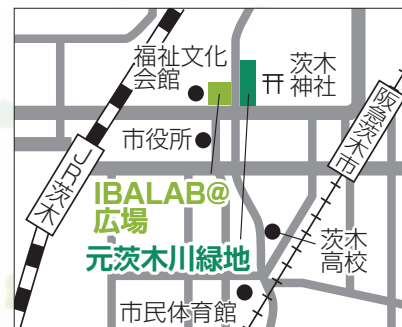 福祉文化
会館
茨木
神社
市役所
阪急茨木市
JR茨木
IBALAB@
広場
元茨木川緑地
茨木
高校
市民体育館